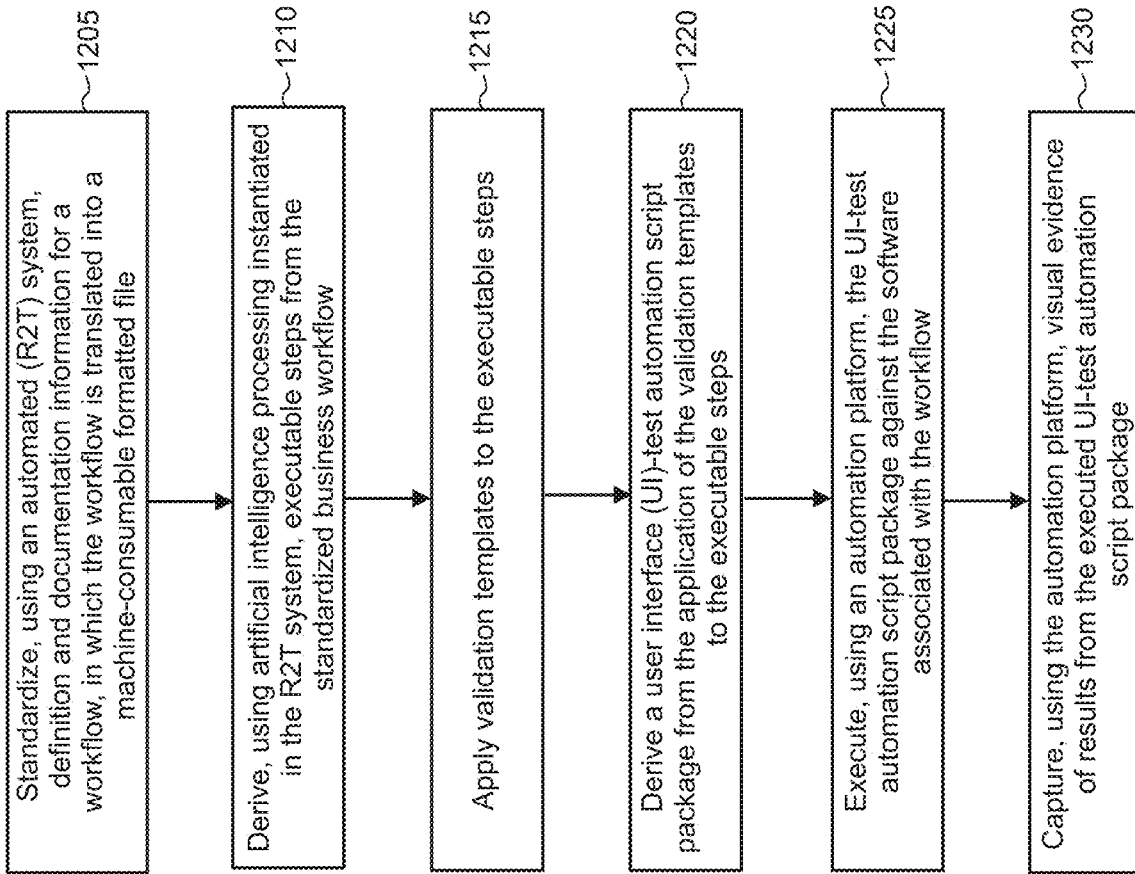 Standardize, using an automated (R2T) system,
definition and documentation information for a
workflow, in which the workflow is translated into a
machine-consumable formatted file
1205
Derive, using artificial intelligence processing instantiated
in the R2T system, executable steps from the
standardized business workflow
1210
Apply validation templates to the executable steps
1215
Derive a user interface (UI)-test automation script
package from the application of the validation templates
to the executable steps
1220
Execute, using an automation platform, the UI-test
automation script package against the software
associated with the workflow
1225
Capture, using the automation platform, visual evidence
of results from the executed UI-test automation
script package
1230